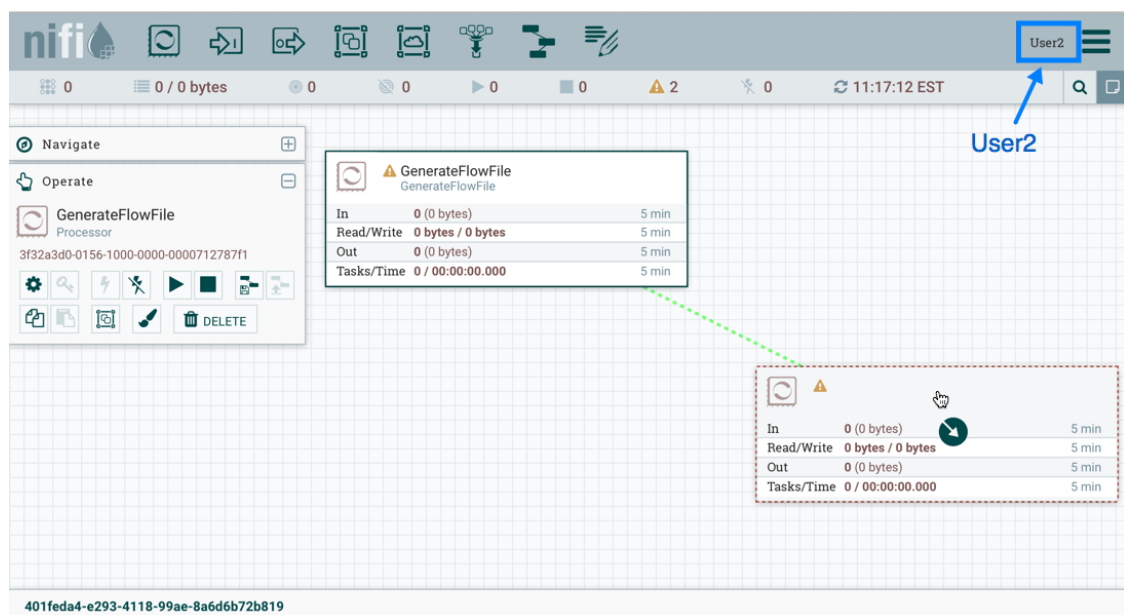 nifi
User2
0
0 / 0 bytes
0
0
0
0
2
0
11:17:12 EST
User2
Navigate
Operate
GenerateFlowFile
Processor
3f32a3d0-0156-1000-0000-0000712787f1
DELETE
GenerateFlowFile
GenerateFlowFile
In 0 (0 bytes) 5 min
Read/Write 0 bytes / 0 bytes 5 min
Out 0 (0 bytes) 5 min
Tasks/Time 0 / 00:00:00.000 5 min
In 0 (0 bytes) 5 min
Read/Write 0 bytes / 0 bytes 5 min
Out 0 (0 bytes) 5 min
Tasks/Time 0 / 00:00:00.000 5 min
401feda4-e293-4118-99ae-8a6d6b72b819